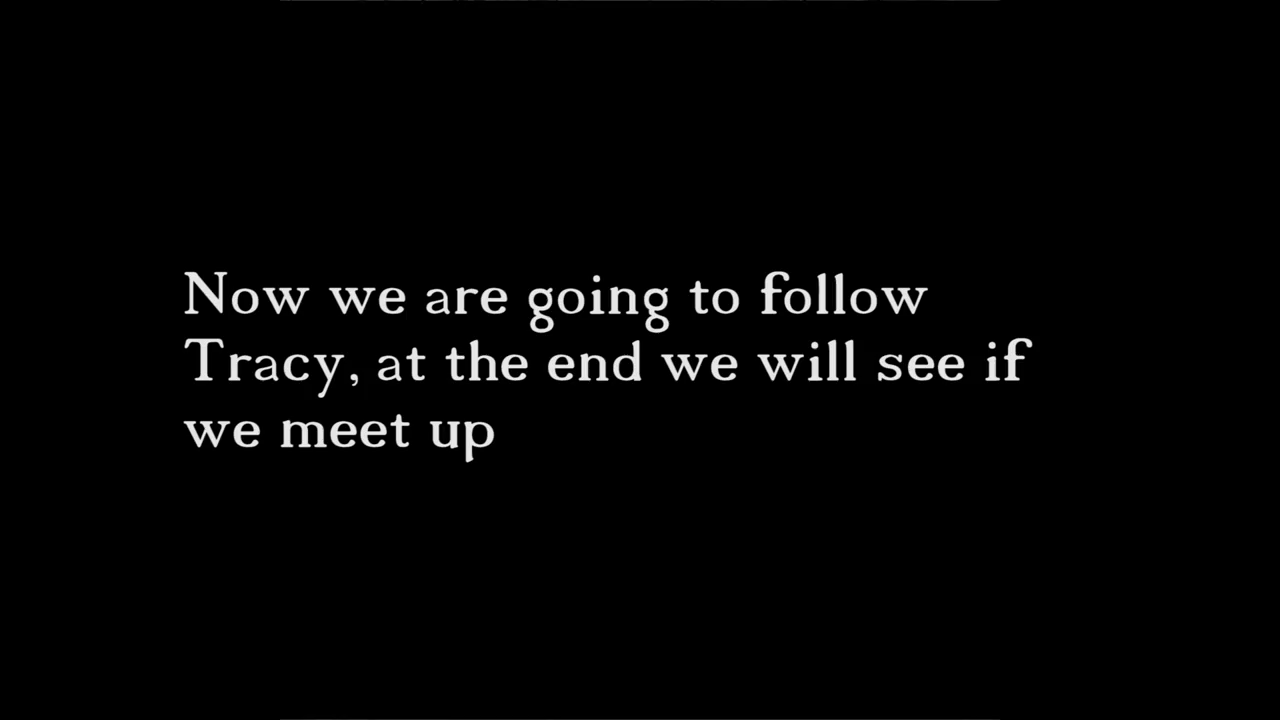 Now we are going to follow
Tracy, at the end we will see if
we meet up